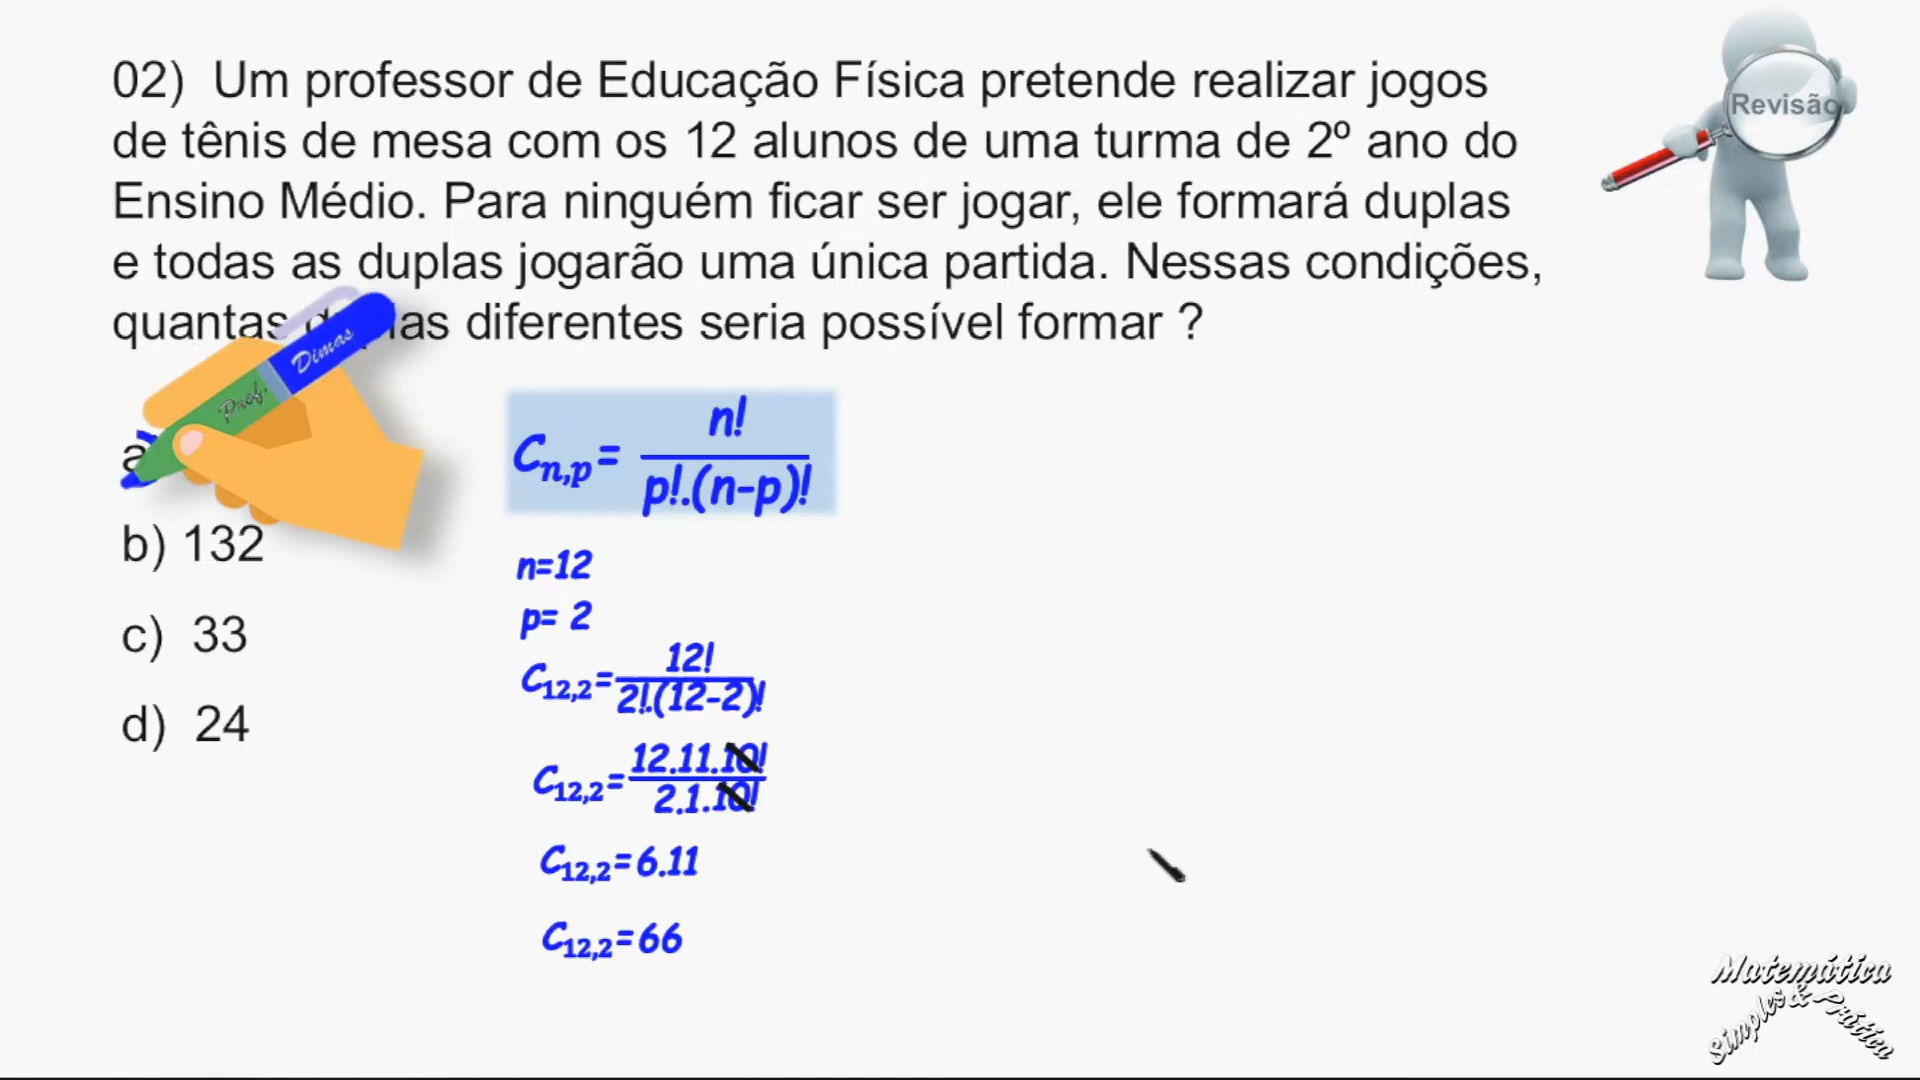 02) Um professor de Educação Física pretende realizar jogos
de tênis de mesa com os 12 alunos de uma turma de 2º ano do
Ensino Médio. Para ninguém ficar ser jogar, ele formará duplas
e todas as duplas jogarão uma única partida. Nessas condições,
quantas diferentes seria possível formar ?
Revisão
Prof. Dimas
a)
b) 132
c) 33
d) 24
Cn,p= n!
p!.(n-p)!
n=12
p= 2
C12,2= 12!
2!.(12-2)!
C12,2= 12.11.10!
2.1.10!
C12,2=6.11
C12,2=66
Matemática
Simples & Prática